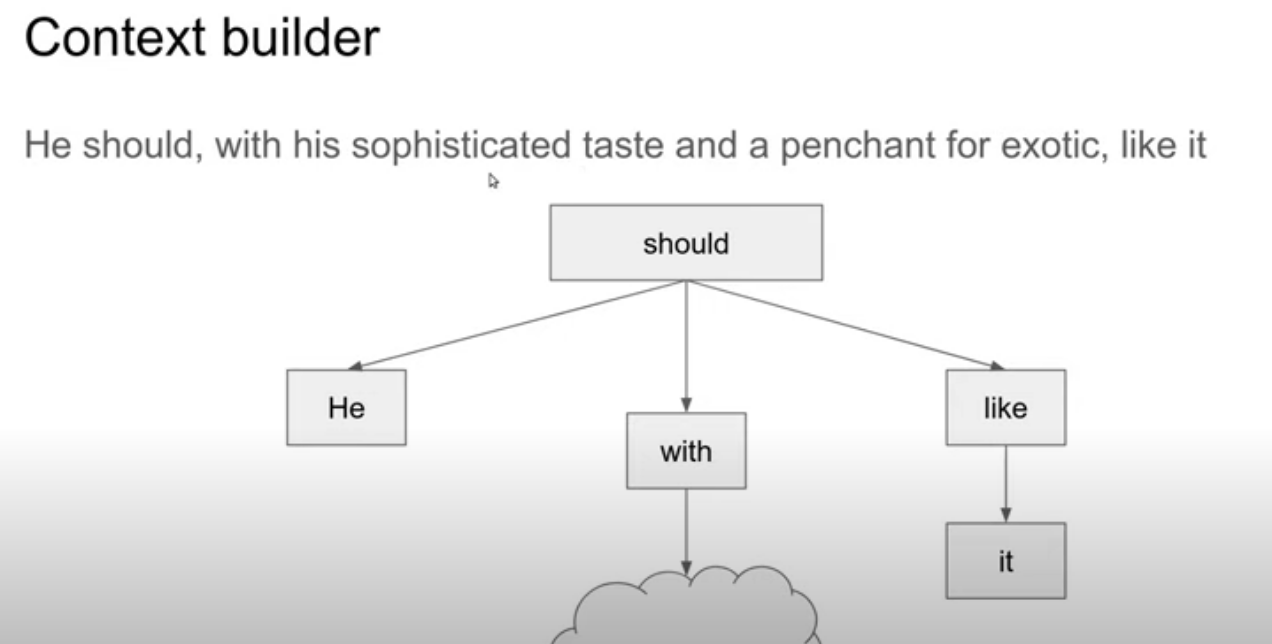 Context builder
He should, with his sophisticated taste and a penchant for exotic, like it
should
He
like
with
it